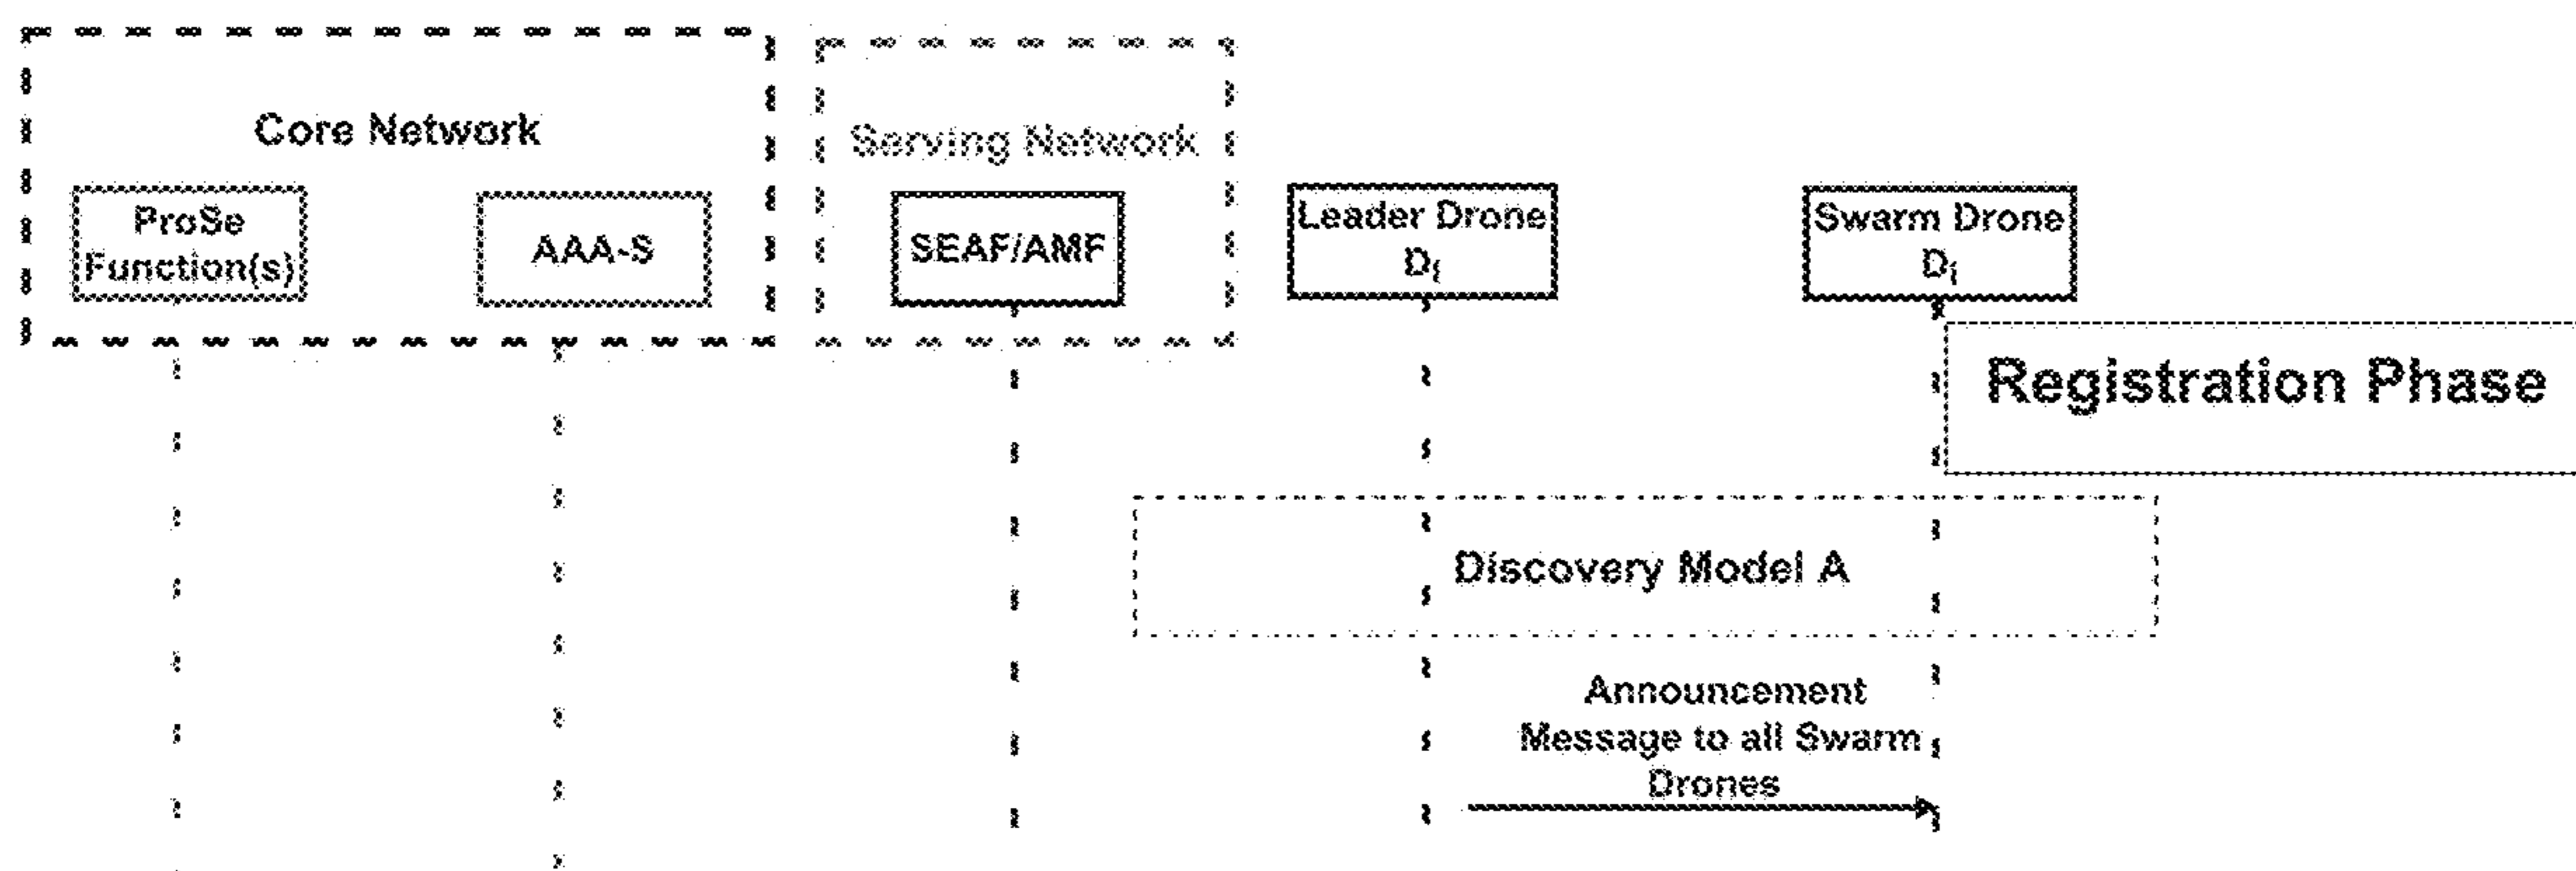 Core Network
Serving Network
ProSe
Function(s)
AAA-S
SEAF/AMF
Leader Drone
Swarm Drone
Registration Phase
Discovery Model A
Announcement
Message to all Swarm
Drones